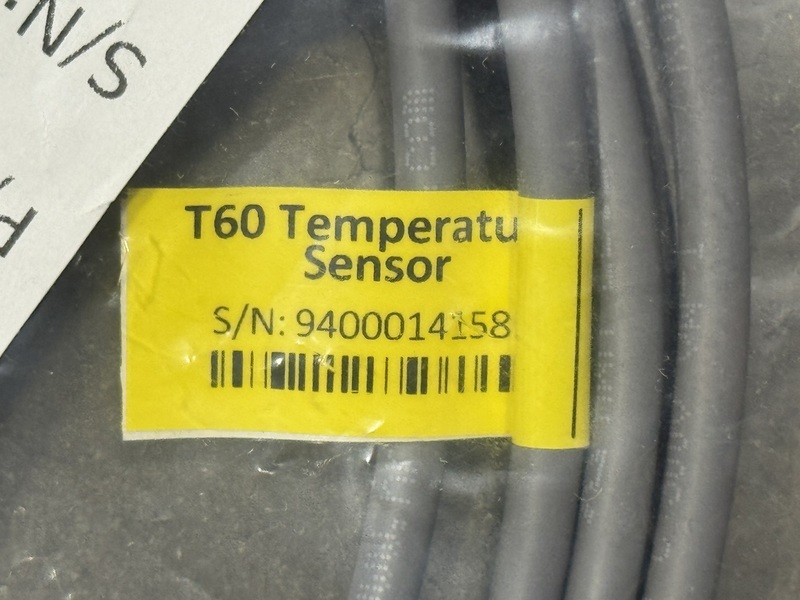 S/N:
T60 Temperatu
Sensor
S/N: 9400014158